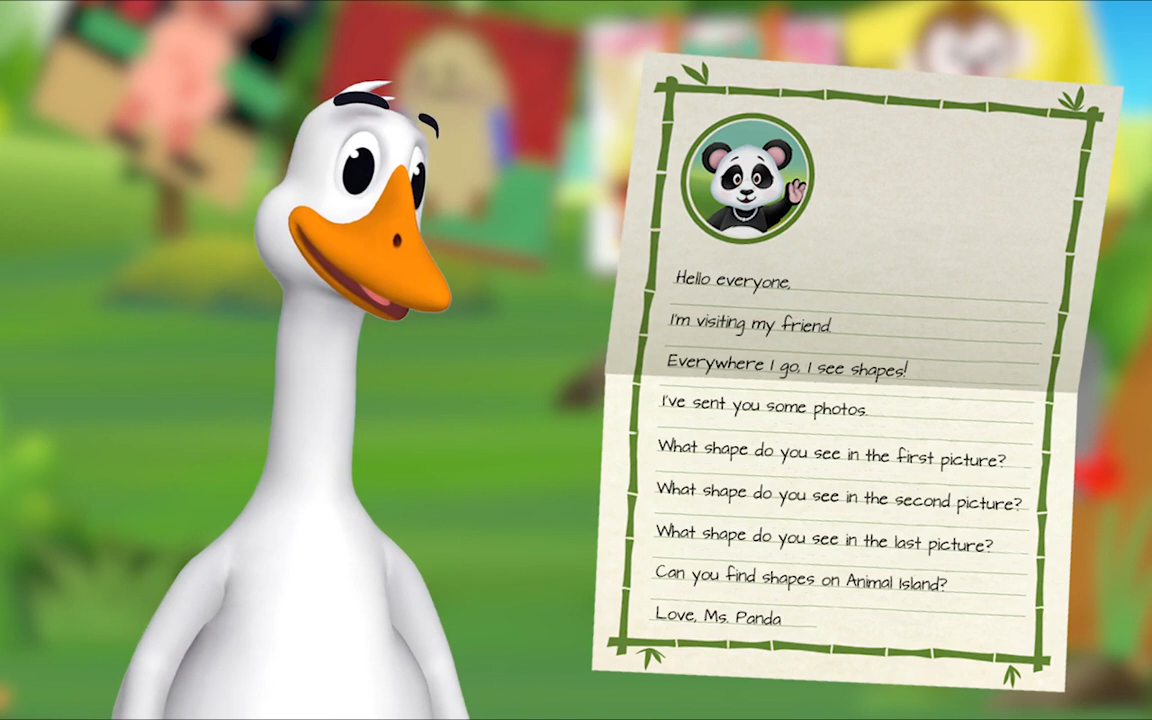 Hello everyone,
I'm visiting my friend.
Everywhere I go, I see shapes!
I've sent you some photos.
What shape do you see in the first picture?
What shape do you see in the second picture?
What shape do you see in the last picture?
Can you find shapes on Animal Island?
Love, Ms. Panda